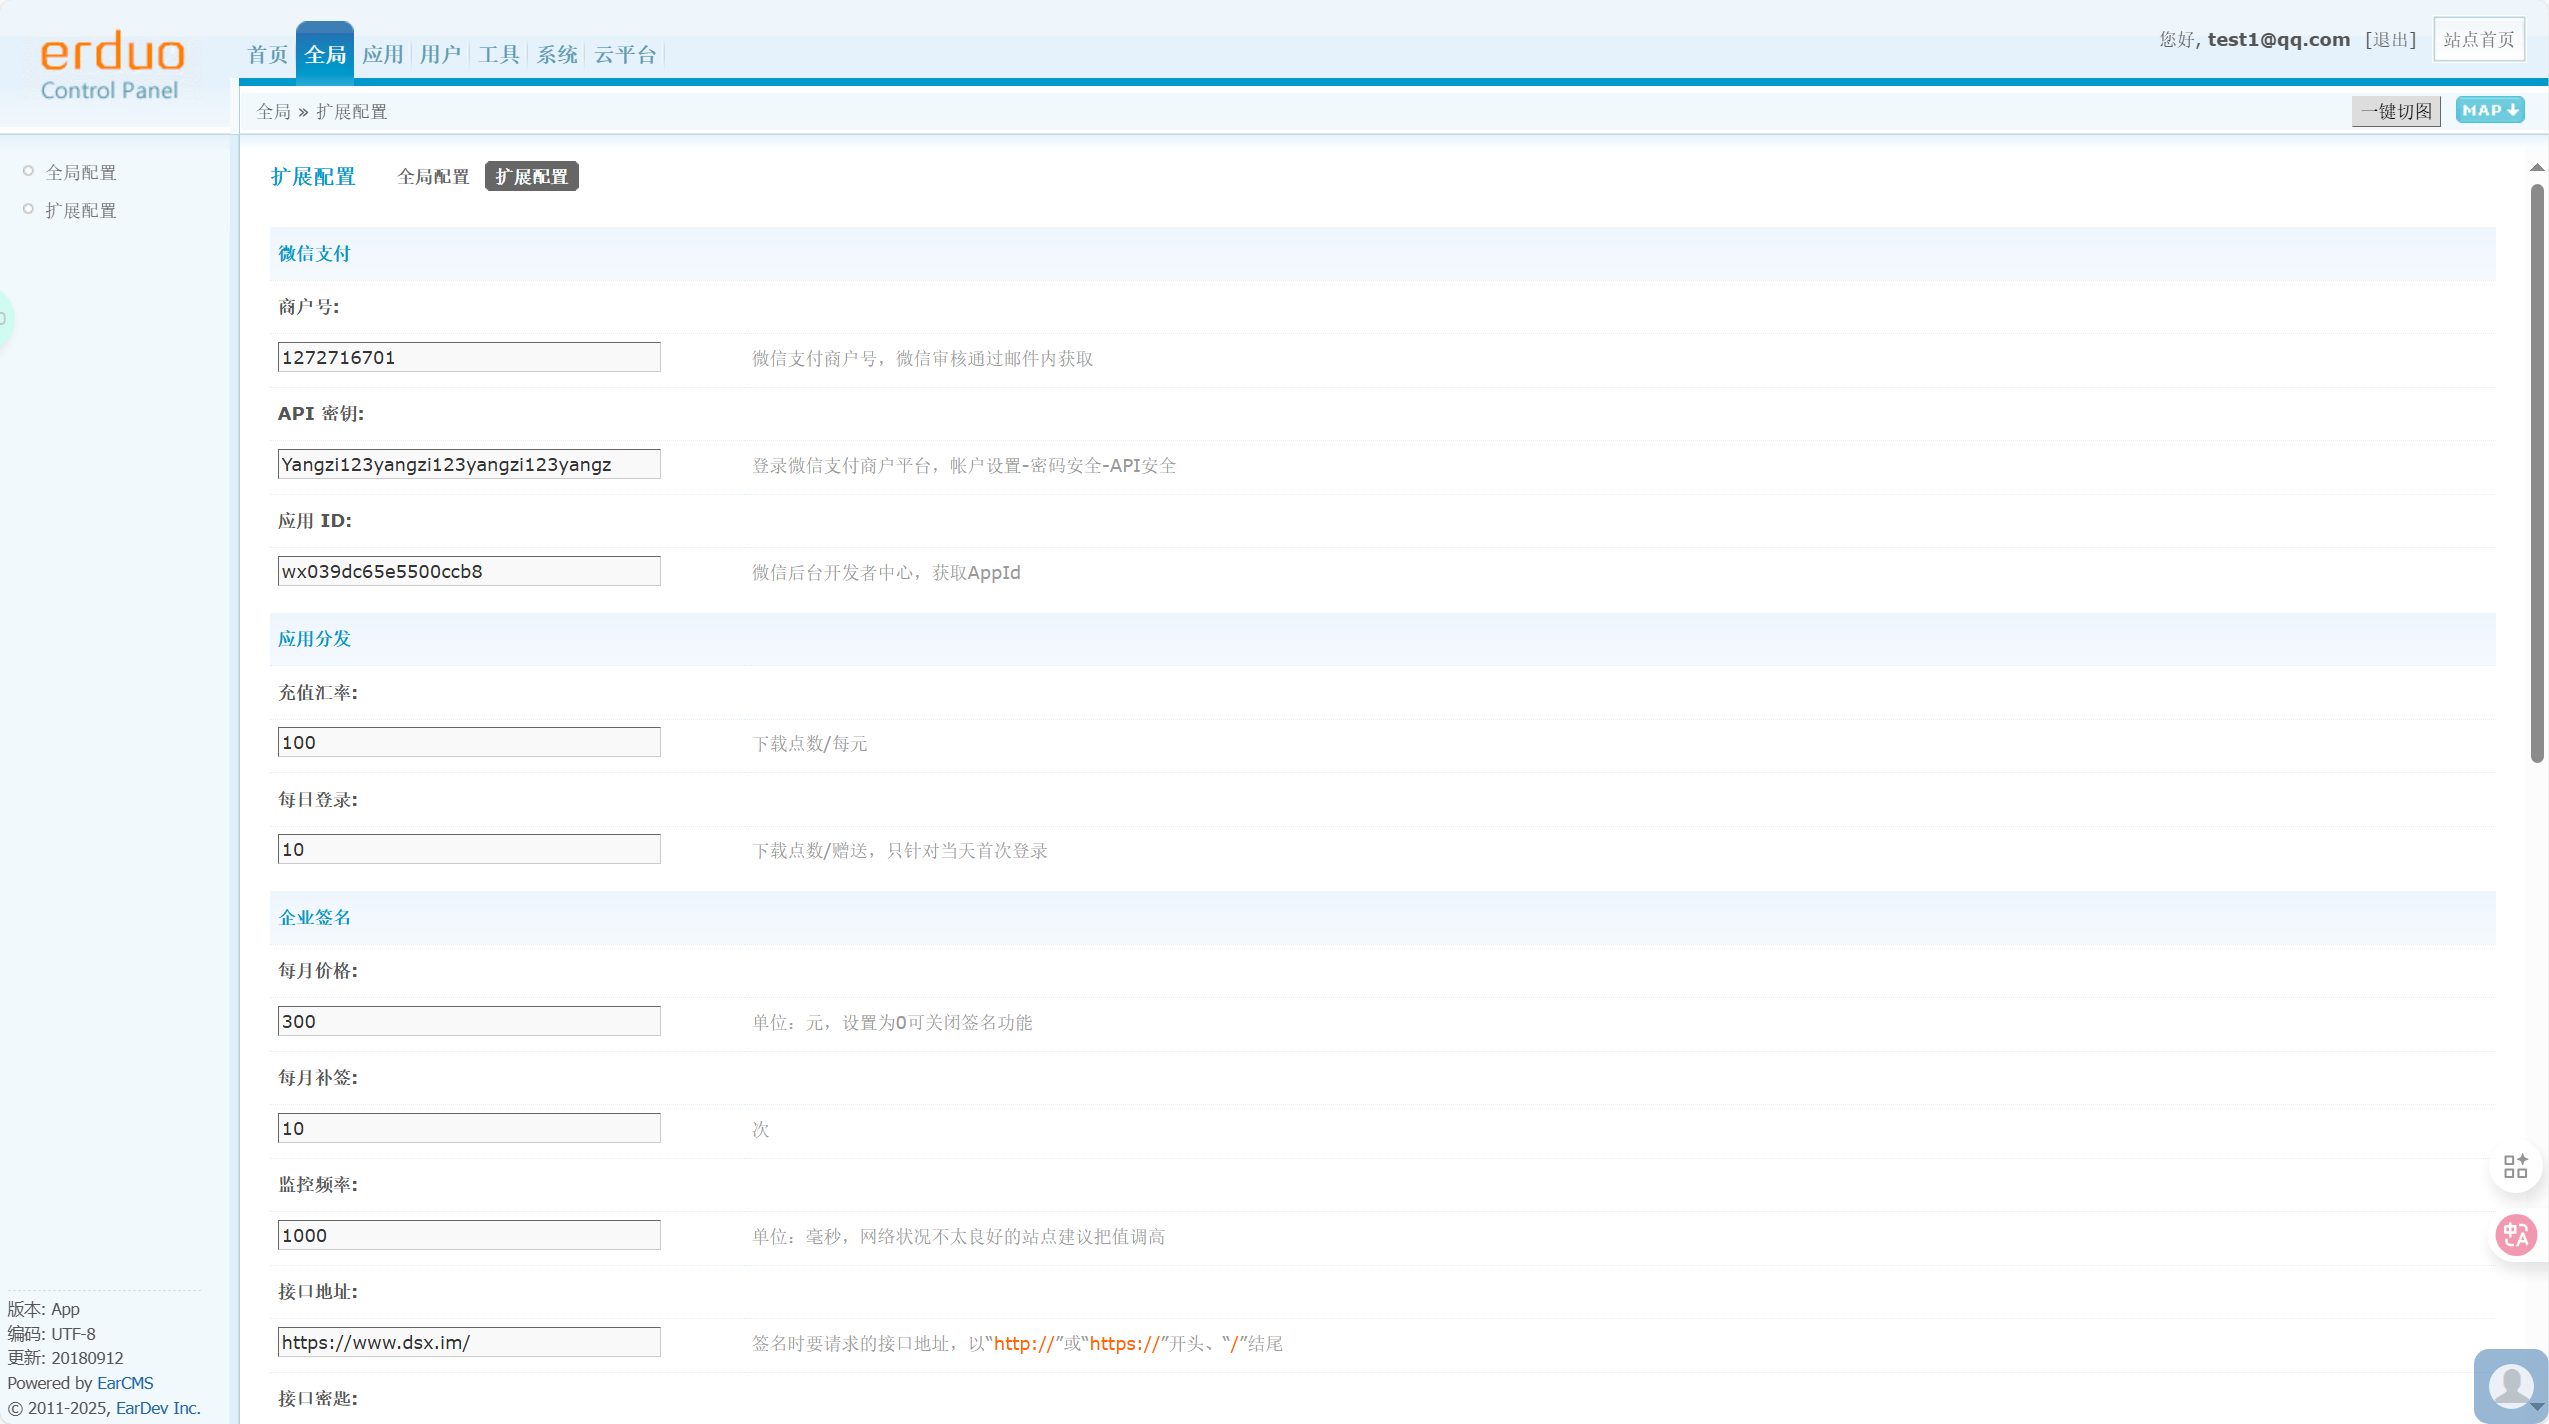 erduo
Control Panel
首页 全局 应用 用户 工具 系统 云平台
您好, test1@qq.com [退出] 站点首页
全局 » 扩展配置
一键切图 MAP
全局配置
扩展配置
扩展配置 全局配置 扩展配置
微信支付
商户号:
1272716701 微信支付商户号，微信审核通过邮件内获取
API 密钥:
Yangzi123yangzi123yangzi123yangz 登录微信支付商户平台，帐户设置-密码安全-API安全
应用 ID:
wx039dc65e5500ccb8 微信后台开发者中心，获取AppId
应用分发
充值汇率:
100 下载点数/每元
每日登录:
10 下载点数/赠送，只针对当天首次登录
企业签名
每月价格:
300 单位：元，设置为0可关闭签名功能
每月补签:
10 次
监控频率:
1000 单位：毫秒，网络状况不太良好的站点建议把值调高
接口地址:
https://www.dsx.im/ 签名时要请求的接口地址，以“http://”或“https://”开头、“/”结尾
接口密匙:
版本: App
编码: UTF-8
更新: 20180912
Powered by EarCMS
© 2011-2025, EarDev Inc.